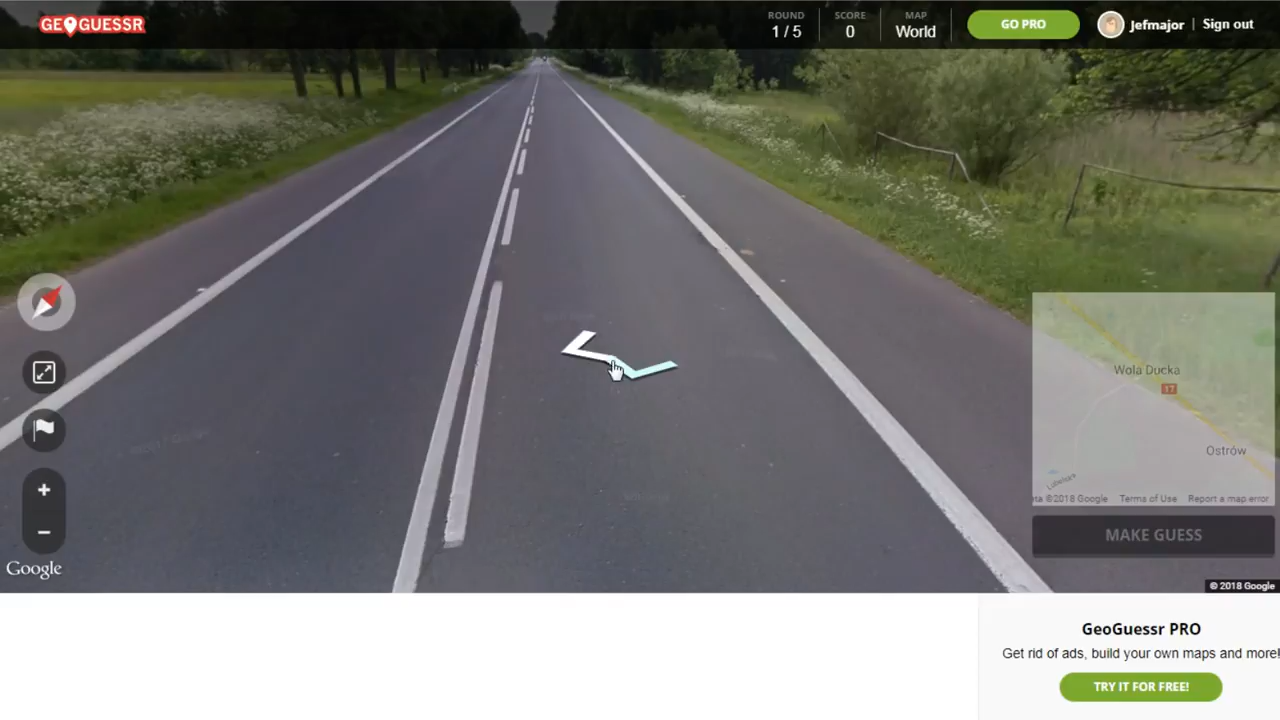 GEOGUESSR
ROUND
1 / 5
SCORE
0
MAP
World
GO PRO
Jefmajor | Sign out
Wola Ducka
17
Ostrów
ta ©2018 Google Terms of Use Report a map error
MAKE GUESS
Google
© 2018 Google
GeoGuessr PRO
Get rid of ads, build your own maps and more!
TRY IT FOR FREE!